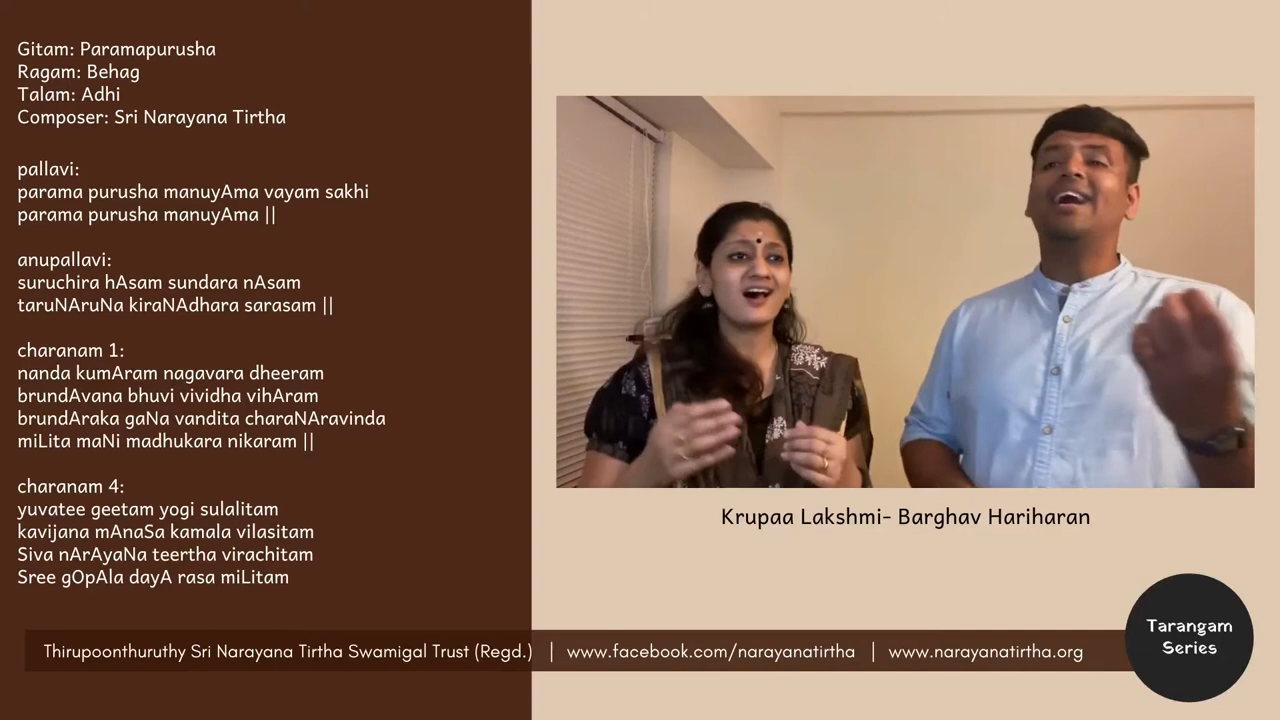 Gitam: Paramapurusha
Ragam: Behag
Talam: Adhi
Composer: Sri Narayana Tirtha
pallavi:
parama purusha manuyAma vayam sakhi
parama purusha manuyAma ||
anupallavi:
suruchira hAsam sundara nAsam
taruNAruNa kiraNAdhara sarasam ||
charanam 1:
nanda kumAram nagavara dheeram
brundAvana bhuvi vividha vihAram
brundAraka gaNa vandita charaNAravinda
miLita maNi madhukara nikaram ||
charanam 4:
yuvatee geetam yogi sulalitam
kavijana mAnaSa kamala vilasitam
Siva nArAyaNa teertha virachitam
Sree gOpAla dayA rasa miLitam
Krupaa Lakshmi- Barghav Hariharan
Thirupoonthuruthy Sri Narayana Tirtha Swamigal Trust (Regd.) | www.facebook.com/narayanatirtha | www.narayanatirtha.org
Tarangam
Series